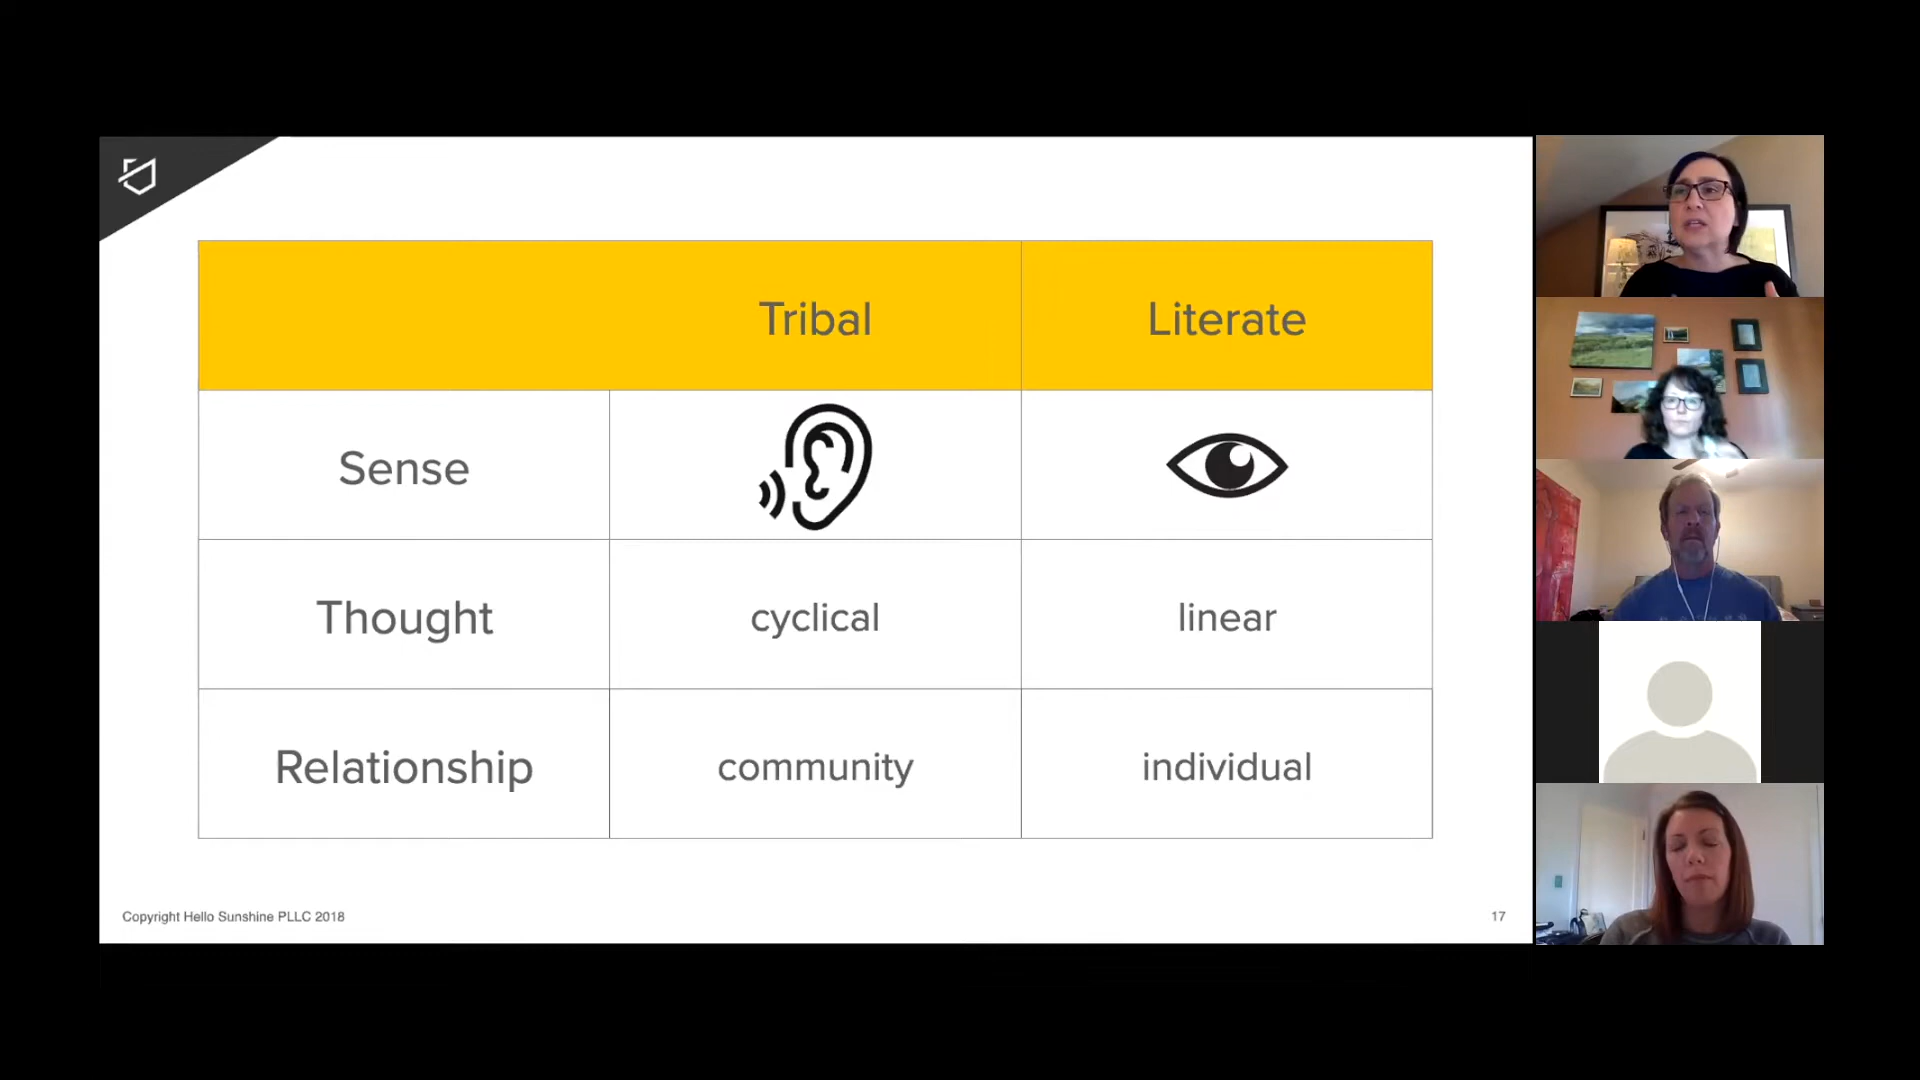 Tribal
Literate
Sense
Thought
cyclical
linear
Relationship
community
individual
Copyright Hello Sunshine PLLC 2018
17